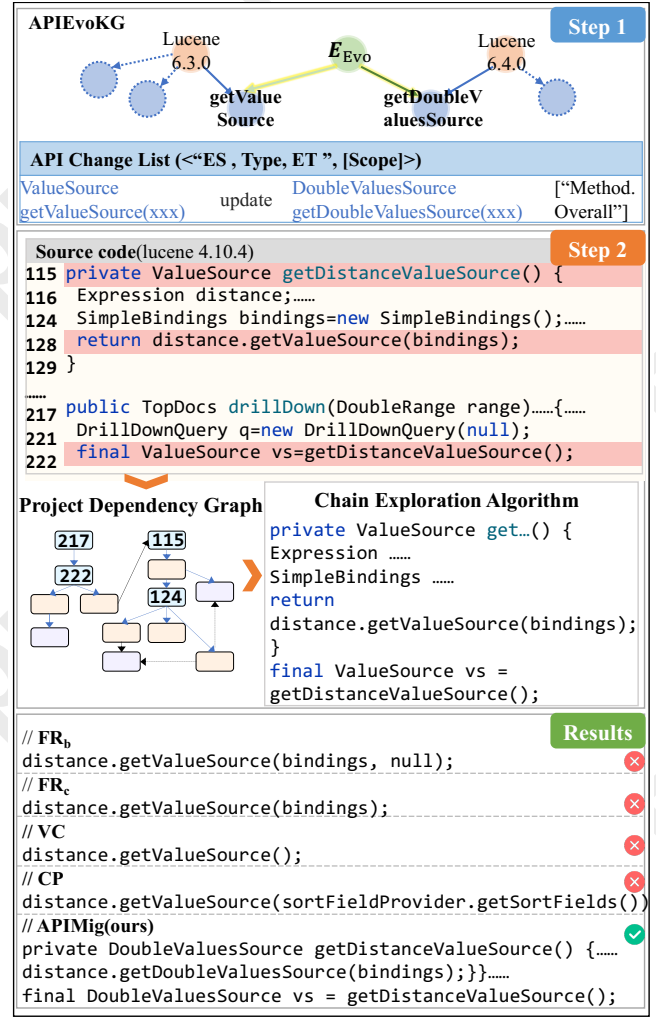 APIEvoKG
Step 1
Lucene
6.3.0
E_Evo
Lucene
6.4.0
getValue
Source
getDoubleV
aluesSource
API Change List (<“ES , Type, ET ”, [Scope]>)
ValueSource
getValueSource(xxx)
update
DoubleValuesSource
getDoubleValuesSource(xxx)
[“Method.
Overall”]
Source code(lucene 4.10.4)
Step 2
115 private ValueSource getDistanceValueSource() {
116 Expression distance;……
124 SimpleBindings bindings=new SimpleBindings();……
128 return distance.getValueSource(bindings);
129 }
……
217 public TopDocs drillDown(DoubleRange range)……{……
221 DrillDownQuery q=new DrillDownQuery(null);
222 final ValueSource vs=getDistanceValueSource();
Project Dependency Graph
217
115
222
124
Chain Exploration Algorithm
private ValueSource get…() {
Expression ……
SimpleBindings ……
return
distance.getValueSource(bindings);
}
final ValueSource vs =
getDistanceValueSource();
Results
// FR_b
distance.getValueSource(bindings, null);
// FR_c
distance.getValueSource(bindings);
// VC
distance.getValueSource();
// CP
distance.getValueSource(sortFieldProvider.getSortFields())
// APIMig(ours)
private DoubleValuesSource getDistanceValueSource() {……
distance.getDoubleValuesSource(bindings);}}……
final DoubleValuesSource vs = getDistanceValueSource();